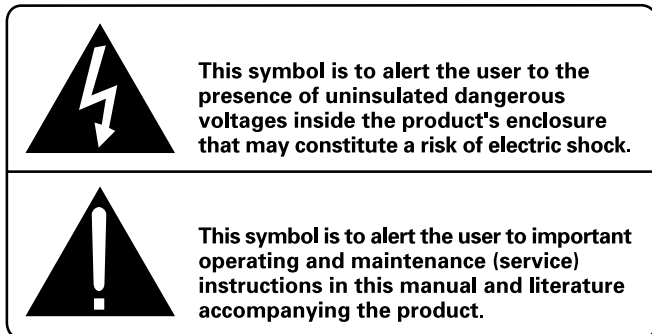 This symbol is to alert the user to the
presence of uninsulated dangerous
voltages inside the product's enclosure
that may constitute a risk of electric shock.
This symbol is to alert the user to important
operating and maintenance (service)
instructions in this manual and literature
accompanying the product.